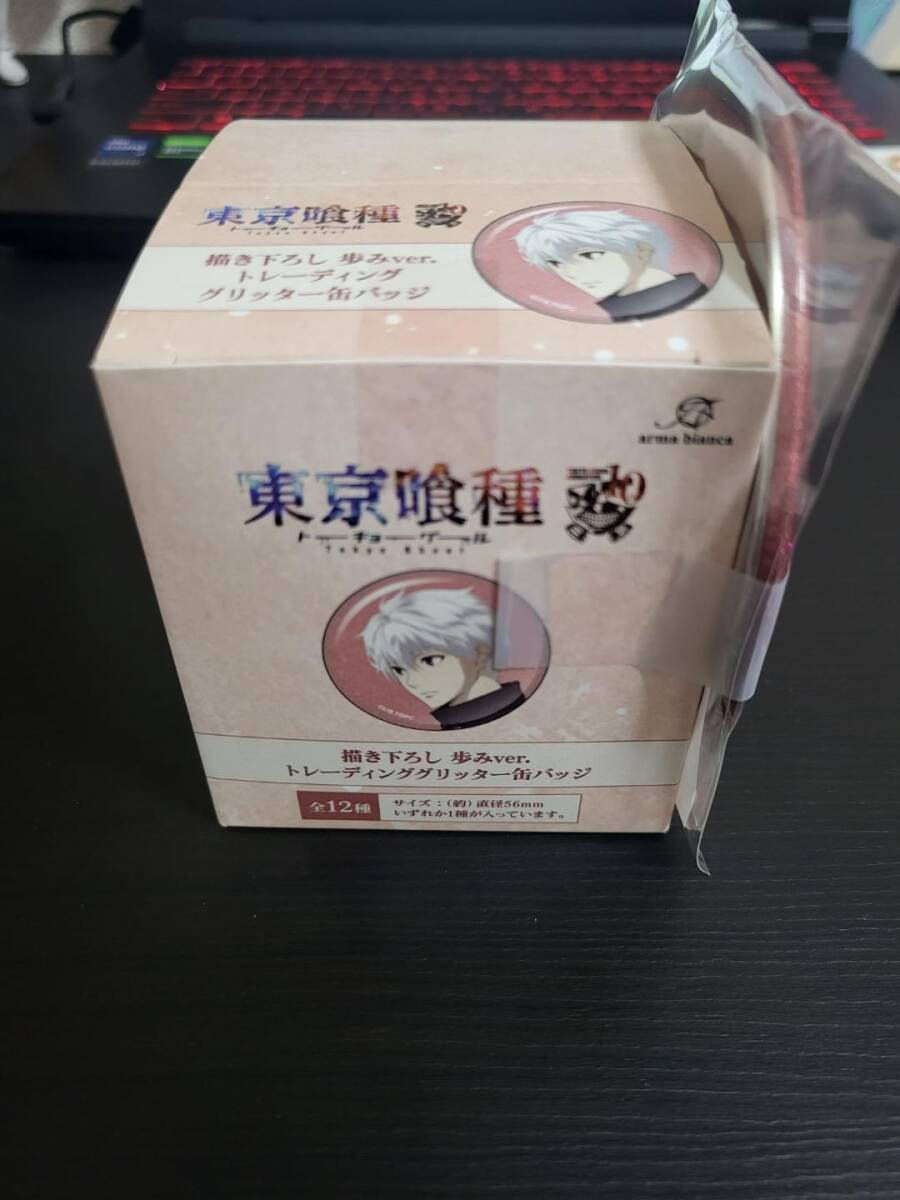 東京喰種
トーキョーグール
Tokyo Ghoul
描き下ろし 歩みver.
トレーディング
グリッター缶バッジ
arma bianca
東京喰種
トーキョーグール
Tokyo Ghoul
描き下ろし 歩みver.
トレーディンググリッター缶バッジ
全12種
サイズ：(約) 直径56mm
いずれか1種が入っています。